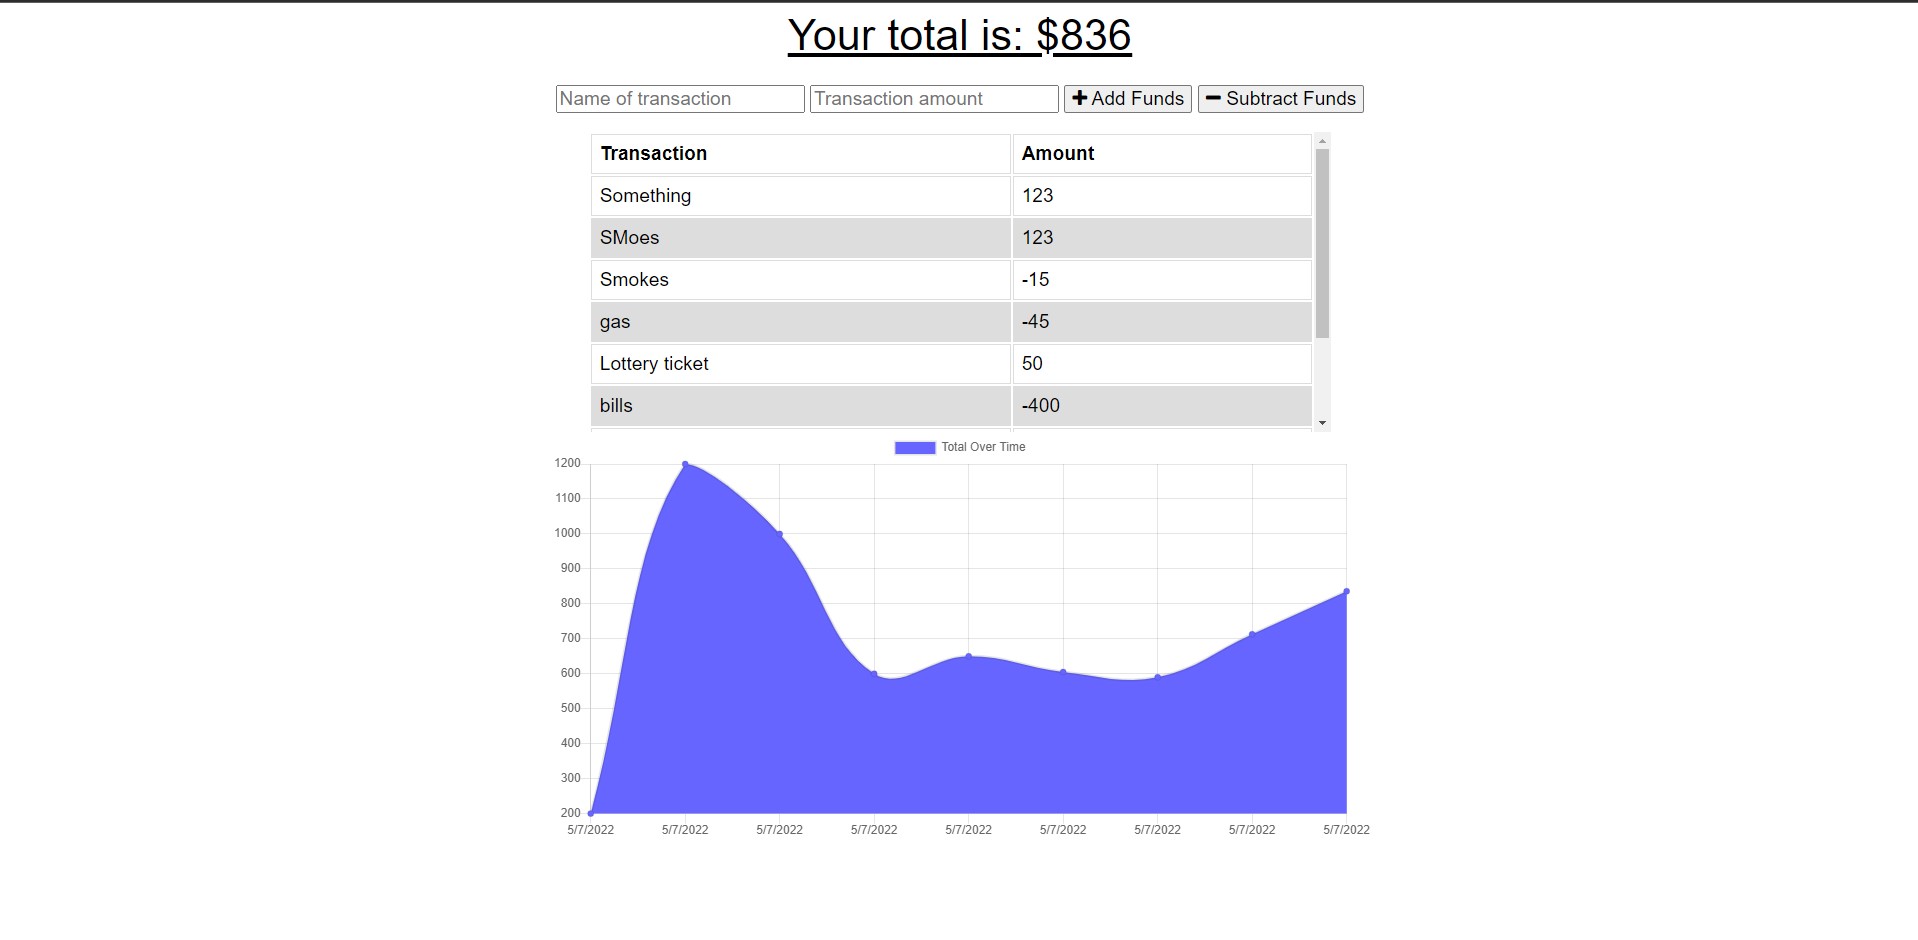 Your total is: $836
Name of transaction Transaction amount Add Funds Subtract Funds
Transaction Amount
Something 123
SMoes 123
Smokes -15
gas -45
Lottery ticket 50
bills -400
Total Over Time
1200
1100
1000
900
800
700
600
500
400
300
200
5/7/2022 5/7/2022 5/7/2022 5/7/2022 5/7/2022 5/7/2022 5/7/2022 5/7/2022 5/7/2022